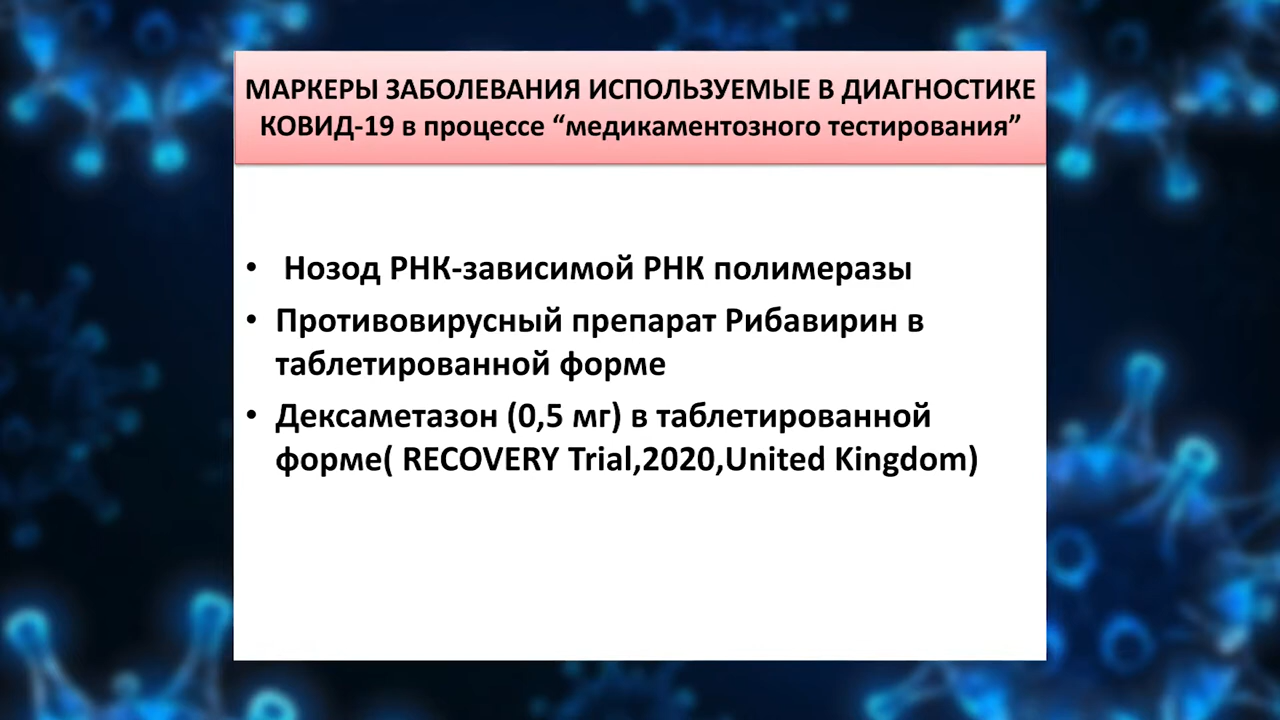 МАРКЕРЫ ЗАБОЛЕВАНИЯ ИСПОЛЬЗУЕМЫЕ В ДИАГНОСТИКЕ
КОВИД-19 в процессе “медикаментозного тестирования”
• Нозод РНК-зависимой РНК полимеразы
• Противовирусный препарат Рибавирин в
таблетированной форме
• Дексаметазон (0,5 мг) в таблетированной
форме( RECOVERY Trial,2020,United Kingdom)